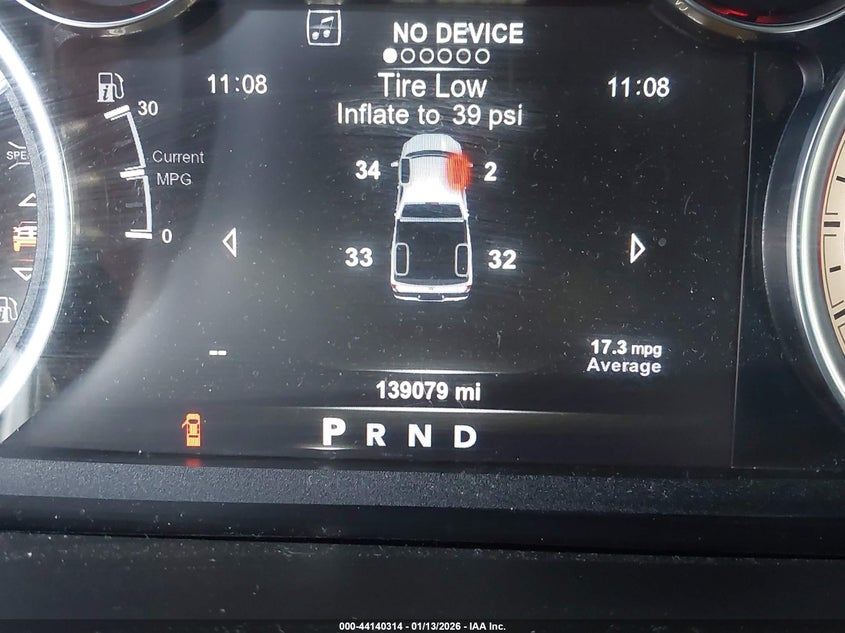 NO DEVICE
11:08
Tire Low
11:08
Inflate to 39 psi
30
Current
MPG
0
34
2
33
32
--
17.3 mpg
Average
139079 mi
P R N D
000-44140314 - 01/13/2026 - IAA Inc.